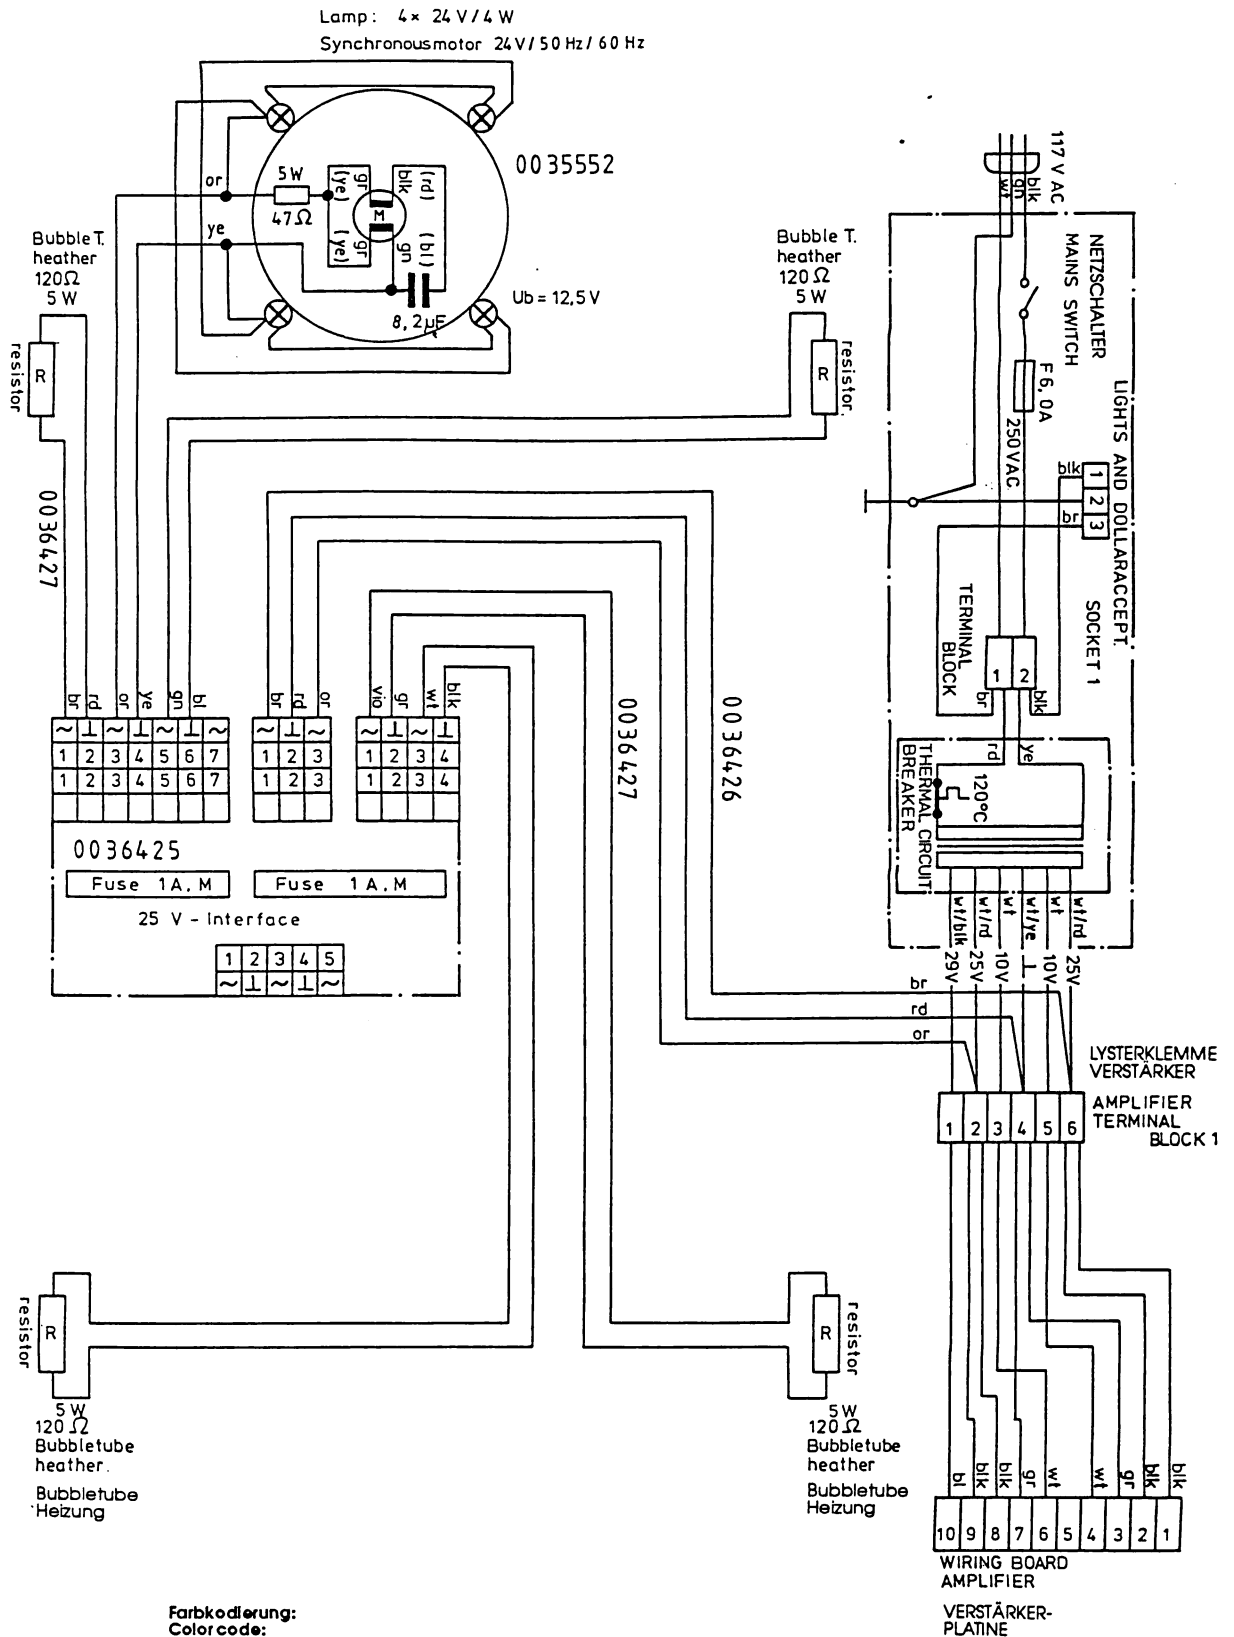 Lamp: 4x 24V/4W
Synchronousmotor 24V/50Hz/60Hz
0035552
or
5W
47Ω
ye
(ye)
gr
blk
(rd)
M
(ye)
gr
gn
(bl)
8,2µF
Ub=12,5V
Bubble T.
heather
120Ω
5W
resistor
R
Bubble T.
heather
120Ω
5W
resistor.
R
0036427
117 V AC
wt
gn
blk
NETZSCHALTER
MAINS SWITCH
F6,0A
250VAC
LIGHTS AND DOLLARACCEPT.
SOCKET 1
blk
br
1
2
3
TERMINAL
BLOCK
1 2
br
blk
rd
ye
THERMAL CIRCUIT
BREAKER
120°C
wt/blk
wt/rd
wt
wt/ye
wt
wt/rd
29V
25V
10V
⊥
10V
25V
br
rd
or
ye
gn
bl
~ ⊥ ~ ⊥ ~ ⊥ ~
1 2 3 4 5 6 7
1 2 3 4 5 6 7
br
rd
or
~ ⊥ ~
1 2 3
1 2 3
vio
gr
wt
blk
~ ⊥ ~ ⊥
1 2 3 4
1 2 3 4
0036427
0036426
0036425
Fuse 1A.M
Fuse 1A.M
25 V - Interface
1 2 3 4 5
~ ⊥ ~ ⊥ ~
br
rd
or
LYSTERKLEMME
VERSTÄRKER
AMPLIFIER
TERMINAL
BLOCK 1
1 2 3 4 5 6
resistor
R
5W
120Ω
Bubbletube
heather.
Bubbletube
Heizung
resistor
R
5W
120Ω
Bubbletube
heather
Bubbletube
Heizung
bl
blk
blk
gr
wt
wt
gr
blk
blk
10 9 8 7 6 5 4 3 2 1
WIRING BOARD
AMPLIFIER
VERSTÄRKER-
PLATINE
Farbkodierung:
Color code: